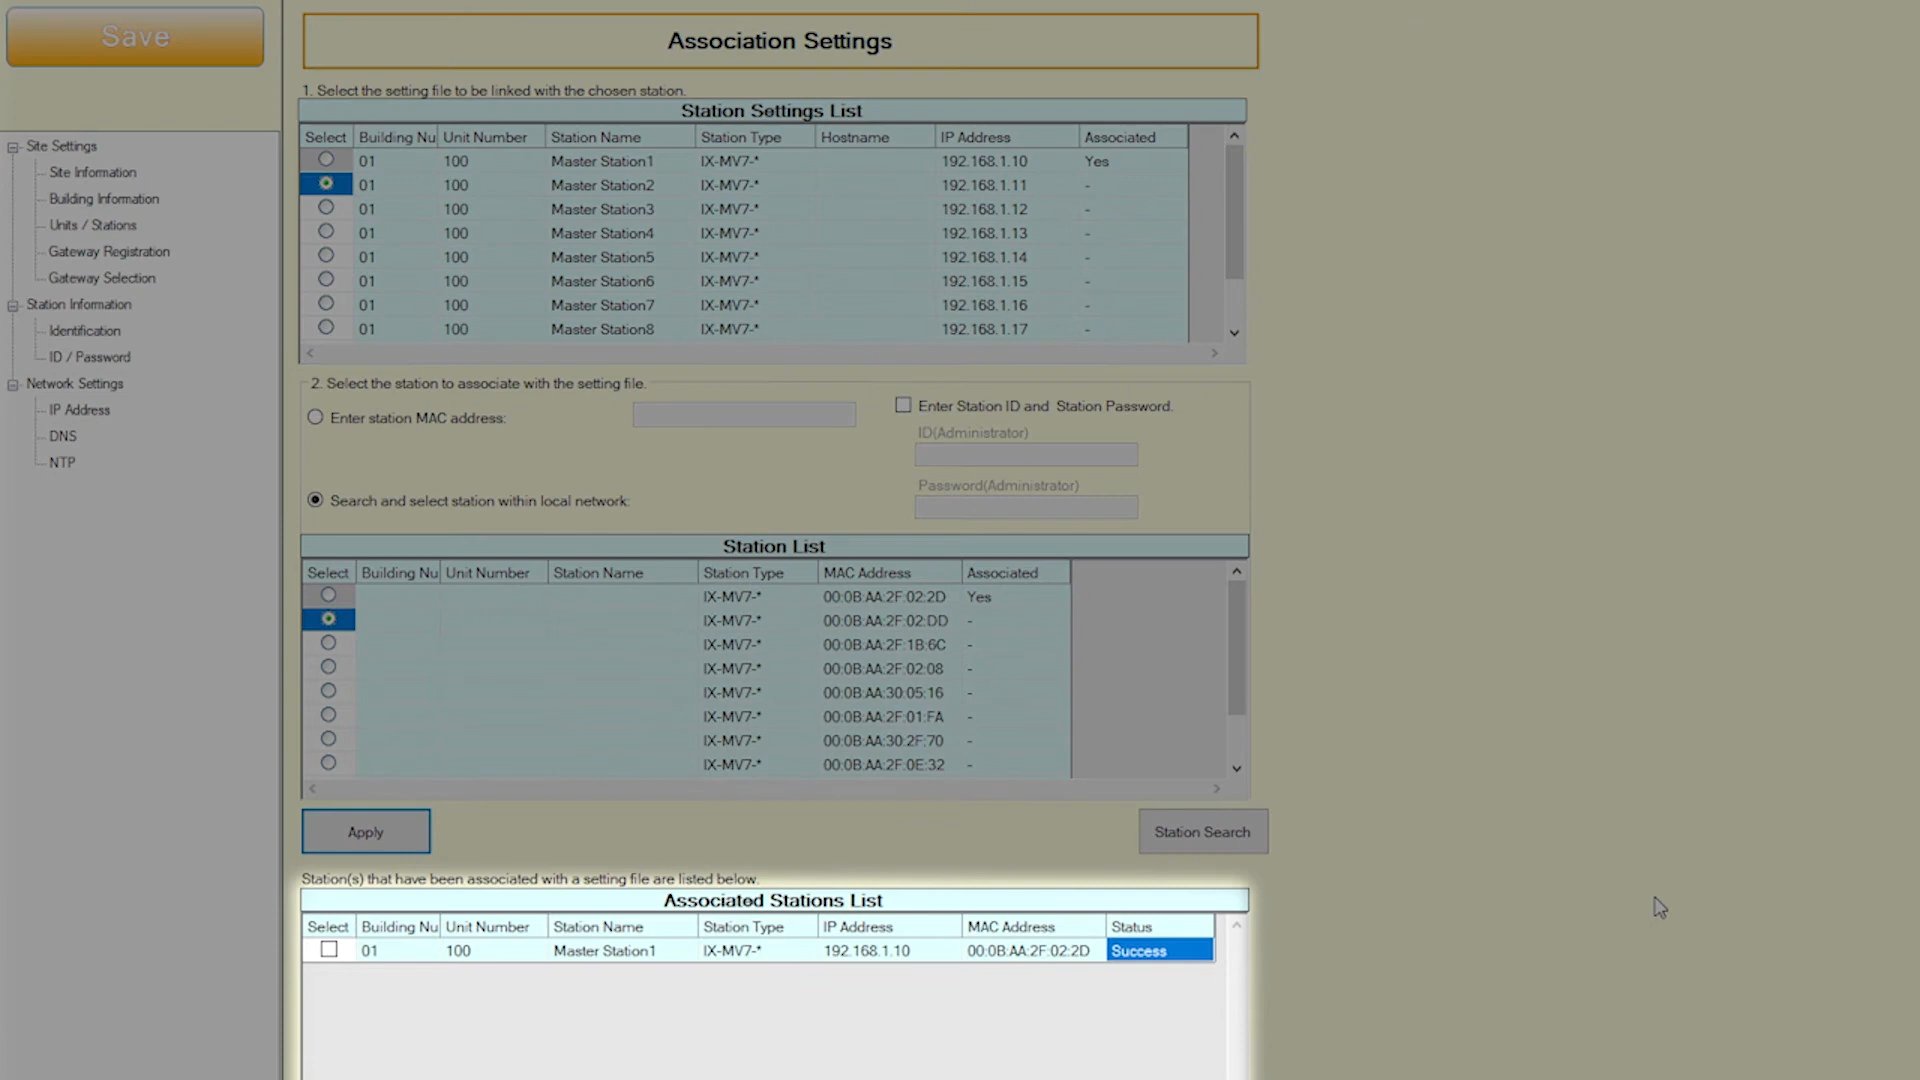 Save
Site Settings
Site Information
Building Information
Units / Stations
Gateway Registration
Gateway Selection
Station Information
Identification
ID / Password
Network Settings
IP Address
DNS
NTP
Association Settings
1. Select the setting file to be linked with the chosen station.
Station Settings List
Select Building Nu Unit Number Station Name Station Type Hostname IP Address Associated
01 100 Master Station1 IX-MV7-* 192.168.1.10 Yes
01 100 Master Station2 IX-MV7-* 192.168.1.11 -
01 100 Master Station3 IX-MV7-* 192.168.1.12 -
01 100 Master Station4 IX-MV7-* 192.168.1.13 -
01 100 Master Station5 IX-MV7-* 192.168.1.14 -
01 100 Master Station6 IX-MV7-* 192.168.1.15 -
01 100 Master Station7 IX-MV7-* 192.168.1.16 -
01 100 Master Station8 IX-MV7-* 192.168.1.17 -
2. Select the station to associate with the setting file.
Enter station MAC address:
Enter Station ID and Station Password.
ID(Administrator)
Password(Administrator)
Search and select station within local network:
Station List
Select Building Nu Unit Number Station Name Station Type MAC Address Associated
IX-MV7-* 00:0B:AA:2F:02:2D Yes
IX-MV7-* 00:0B:AA:2F:02:DD -
IX-MV7-* 00:0B:AA:2F:1B:6C -
IX-MV7-* 00:0B:AA:2F:02:08 -
IX-MV7-* 00:0B:AA:30:05:16 -
IX-MV7-* 00:0B:AA:2F:01:FA -
IX-MV7-* 00:0B:AA:30:2F:70 -
IX-MV7-* 00:0B:AA:2F:0E:32 -
Apply
Station Search
Station(s) that have been associated with a setting file are listed below.
Associated Stations List
Select Building Nu Unit Number Station Name Station Type IP Address MAC Address Status
01 100 Master Station1 IX-MV7-* 192.168.1.10 00:0B:AA:2F:02:2D Success